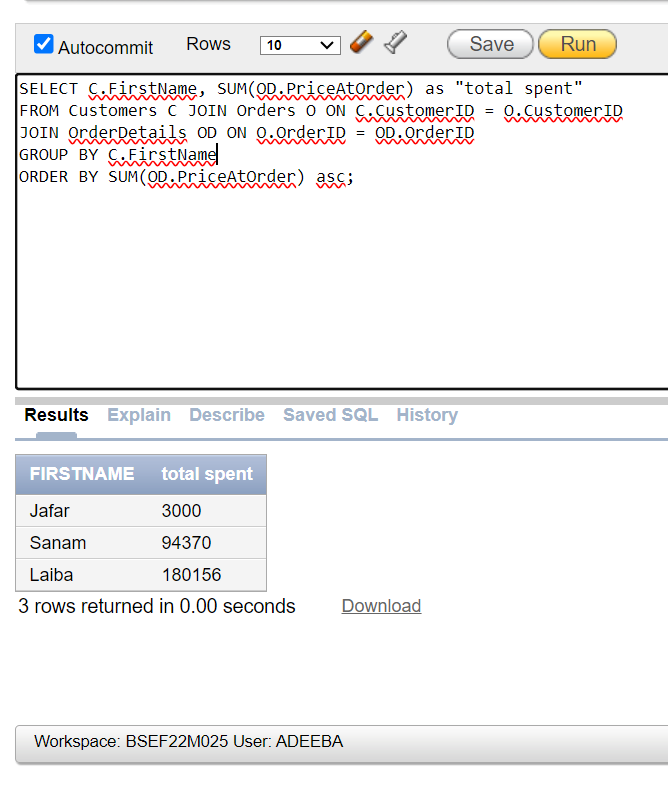 Autocommit Rows 10 Save Run
SELECT C.FirstName, SUM(OD.PriceAtOrder) as "total spent"
FROM Customers C JOIN Orders O ON C.CustomerID = O.CustomerID
JOIN OrderDetails OD ON O.OrderID = OD.OrderID
GROUP BY C.FirstName
ORDER BY SUM(OD.PriceAtOrder) asc;
Results Explain Describe Saved SQL History
FIRSTNAME total spent
Jafar 3000
Sanam 94370
Laiba 180156
3 rows returned in 0.00 seconds Download
Workspace: BSEF22M025 User: ADEEBA